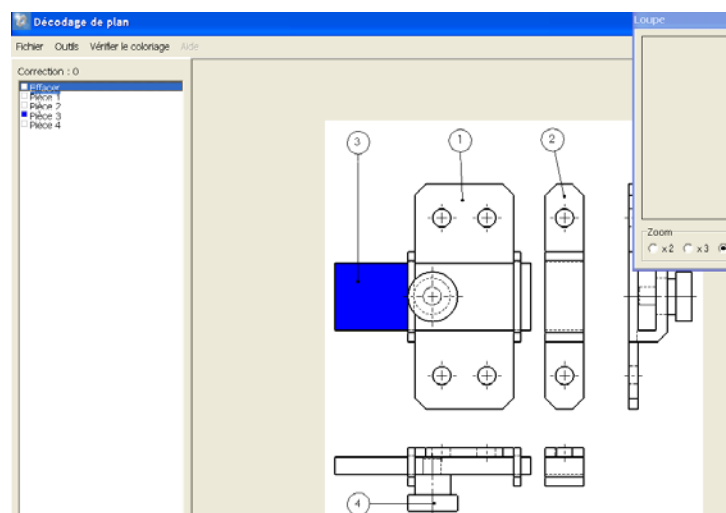 Décodage de plan
Loupe
Fichier Outils Vérifier le coloriage Aide
Correction : 0
Effacer
Pièce 1
Pièce 2
Pièce 3
Pièce 4
3
1
2
Zoom
x2 x3
4